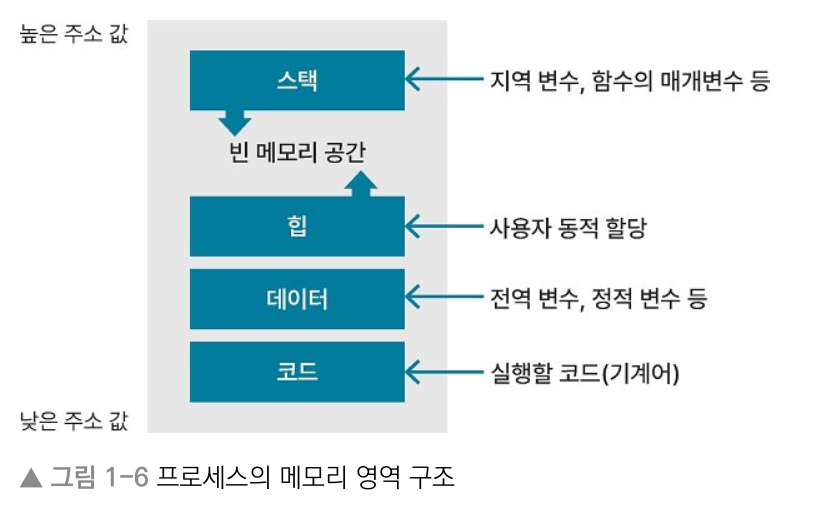 높은 주소 값
스택
지역 변수, 함수의 매개변수 등
빈 메모리 공간
힙
사용자 동적 할당
데이터
전역 변수, 정적 변수 등
코드
실행할 코드(기계어)
낮은 주소 값
▲ 그림 1-6 프로세스의 메모리 영역 구조